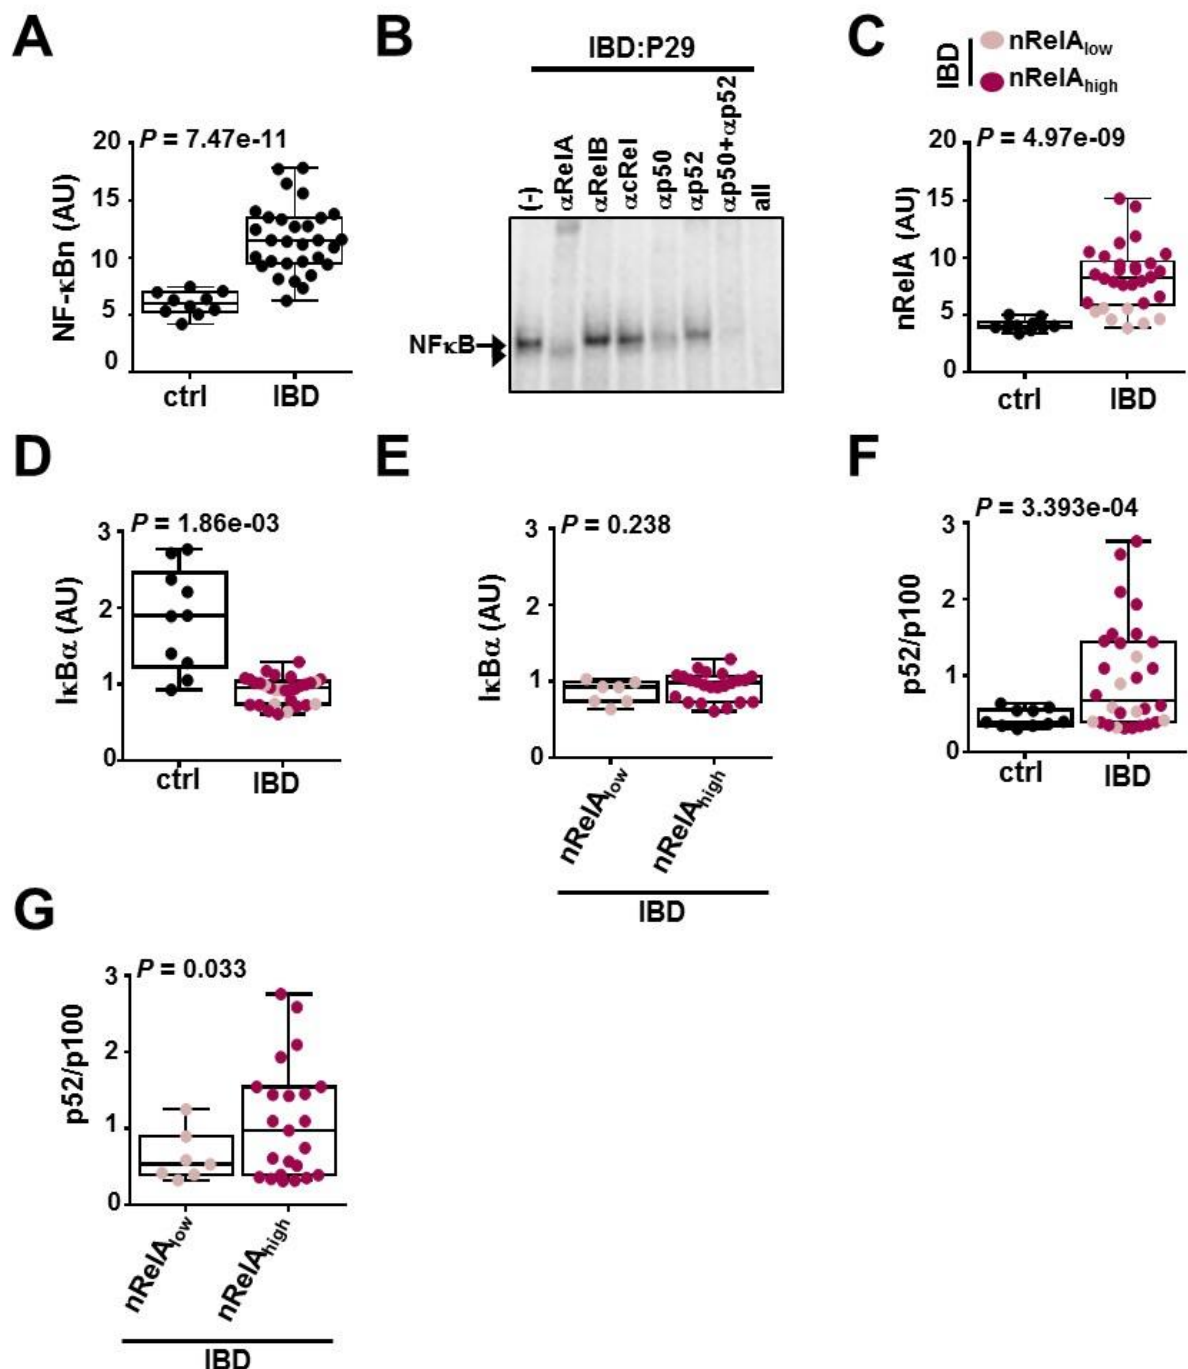 A
P = 7.47e-11
NF-κBn (AU)
20
15
10
5
0
ctrl
IBD
B
IBD:P29
(-)
αRelA
αRelB
αcRel
αp50
αp52
αp50+αp52
all
NFκB
C
IBD
nRelAlow
nRelAhigh
P = 4.97e-09
nRelA (AU)
20
15
10
5
0
ctrl
IBD
D
P = 1.86e-03
IκBα (AU)
3
2
1
0
ctrl
IBD
E
P = 0.238
IκBα (AU)
3
2
1
0
nRelAlow
nRelAhigh
IBD
F
P = 3.393e-04
p52/p100
3
2
1
0
ctrl
IBD
G
P = 0.033
p52/p100
3
2
1
0
nRelAlow
nRelAhigh
IBD